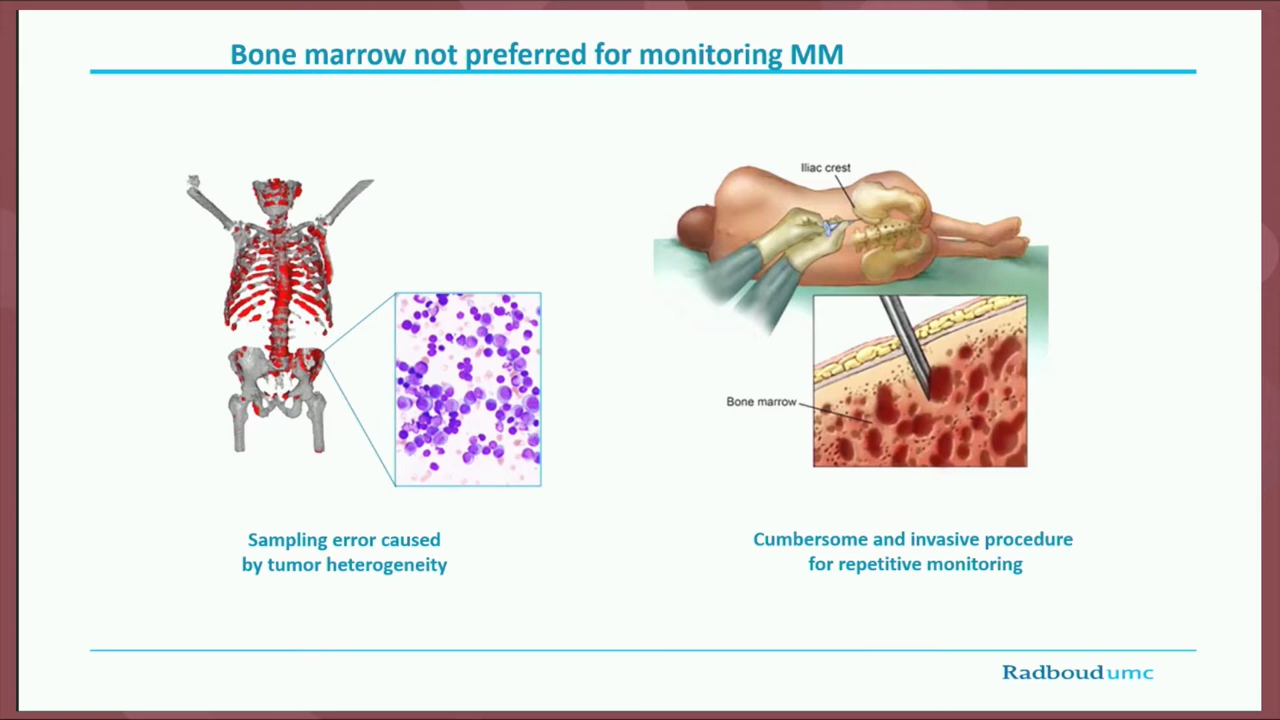 Bone marrow not preferred for monitoring MM
Iliac crest
Bone marrow
Sampling error caused
by tumor heterogeneity
Cumbersome and invasive procedure
for repetitive monitoring
Radboudumc